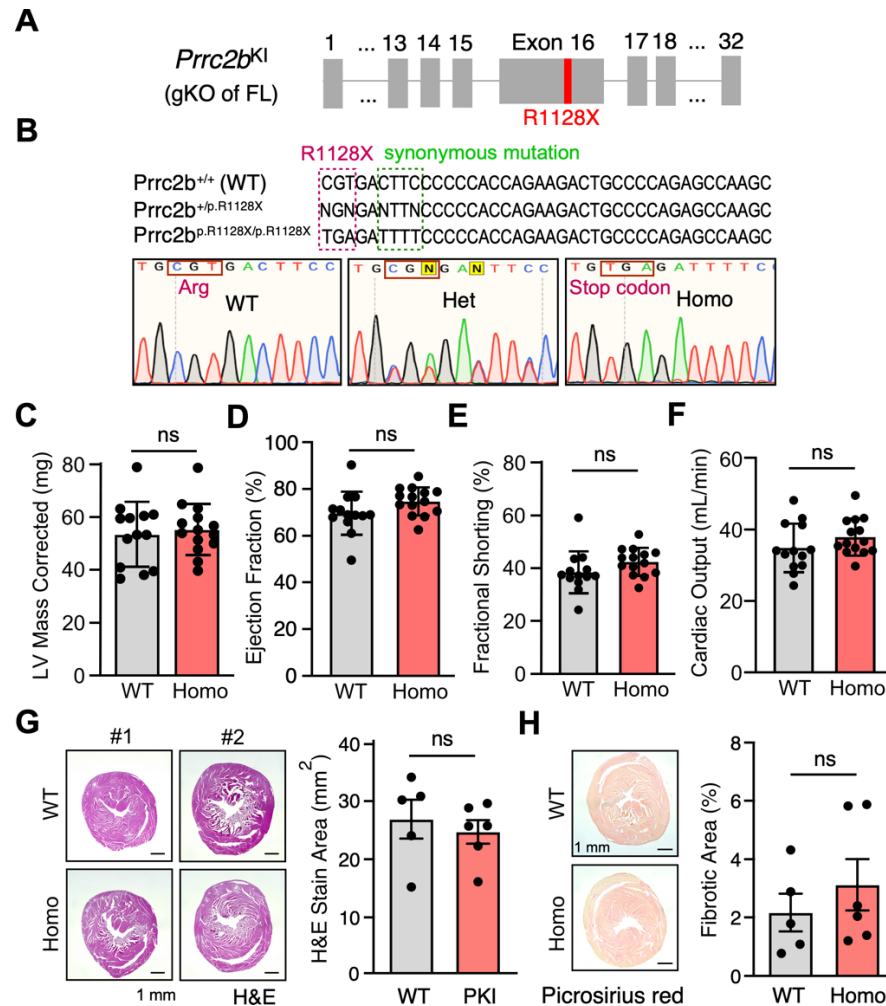 A
Prrc2bKI
(gKO of FL)
1 ... 13 14 15 Exon 16 17 18 ... 32
... ...
R1128X
B
R1128X synonymous mutation
Prrc2b+/+ (WT) CGTGACTTCCCCCCACCAGAAGACTGCCCCAGAGCCAAGC
Prrc2b+/p.R1128X NGNGANTTNCCCCCACCAGAAGACTGCCCCAGAGCCAAGC
Prrc2bp.R1128X/p.R1128X TGAGATTTTCCCCCACCAGAAGACTGCCCCAGAGCCAAGC
T G C G T G A C T T C C
Arg
WT
T G C G N G A N T T C C
Het
T G T G A G A T T T T C
Stop codon
Homo
C
ns
LV Mass Corrected (mg)
80
60
40
20
0
WT Homo
D
ns
Ejection Fraction (%)
100
80
60
40
20
0
WT Homo
E
ns
Fractional Shorting (%)
80
60
40
20
0
WT Homo
F
ns
Cardiac Output (mL/min)
60
40
20
0
WT Homo
G
#1 #2
WT
Homo
1 mm H&E
ns
H&E Stain Area (mm2)
40
30
20
10
0
WT PKI
H
WT
1 mm
Homo
Picrosirius red
ns
Fibrotic Area (%)
8
6
4
2
0
WT Homo